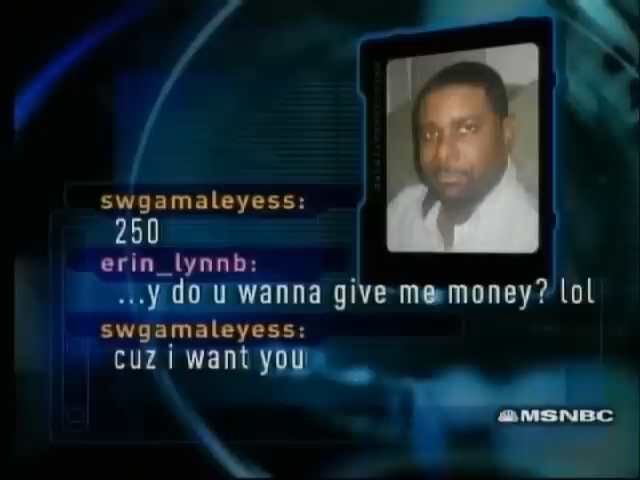 swgamaleyess:
250
erin_lynnb:
...y do u wanna give me money? lol
swgamaleyess:
cuz i want you
MSNBC